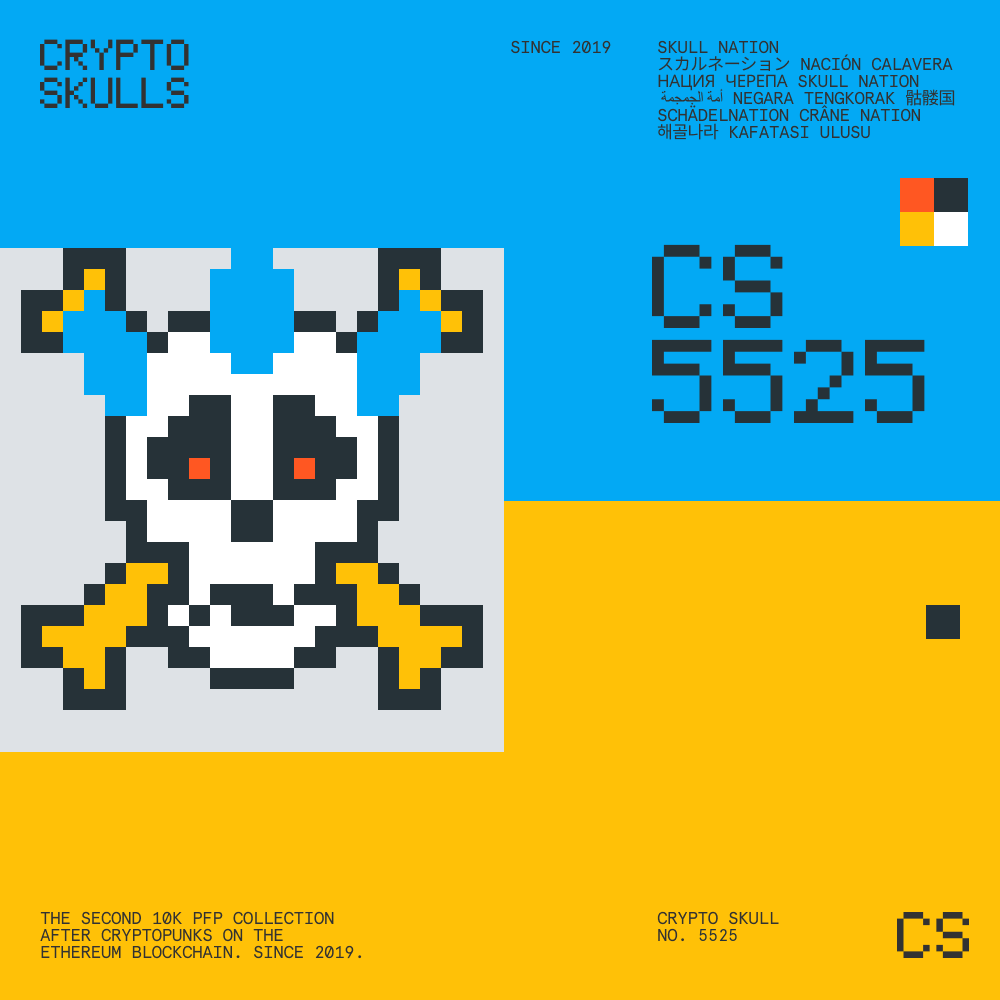 CRYPTO
SKULLS
SINCE 2019
SKULL NATION
スカルネーション NACIÓN CALAVERA
НАЦИЯ ЧЕРЕПА SKULL NATION
أمة الجمجمة NEGARA TENGKORAK 骷髅国
SCHÄDELNATION CRÂNE NATION
해골나라 KAFATASI ULUSU
CS
5525
THE SECOND 10K PFP COLLECTION
AFTER CRYPTOPUNKS ON THE
ETHEREUM BLOCKCHAIN. SINCE 2019.
CRYPTO SKULL
NO. 5525
CS